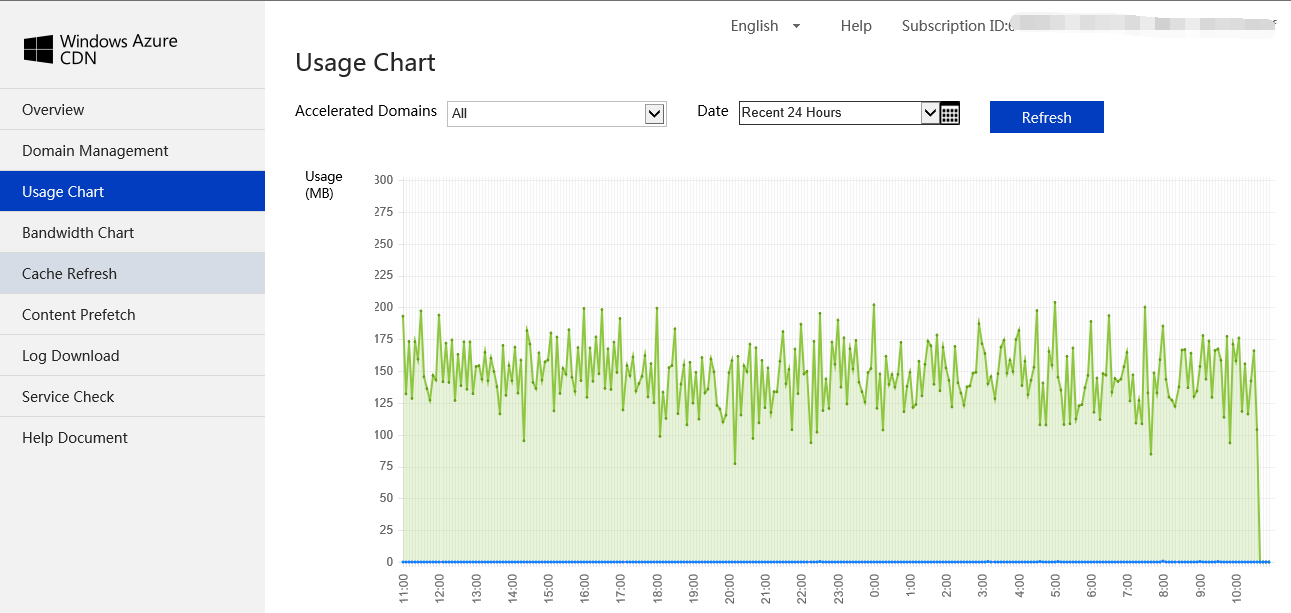 English
Help
Subscription ID:
Windows Azure
CDN
Usage Chart
Accelerated Domains
All
Date
Recent 24 Hours
Refresh
Overview
Domain Management
Usage Chart
Bandwidth Chart
Cache Refresh
Content Prefetch
Log Download
Service Check
Help Document
Usage
(MB)
300
275
250
225
200
175
150
125
100
75
50
25
0
11:00
12:00
13:00
14:00
15:00
16:00
17:00
18:00
19:00
20:00
21:00
22:00
23:00
0:00
1:00
2:00
3:00
4:00
5:00
6:00
7:00
8:00
9:00
10:00